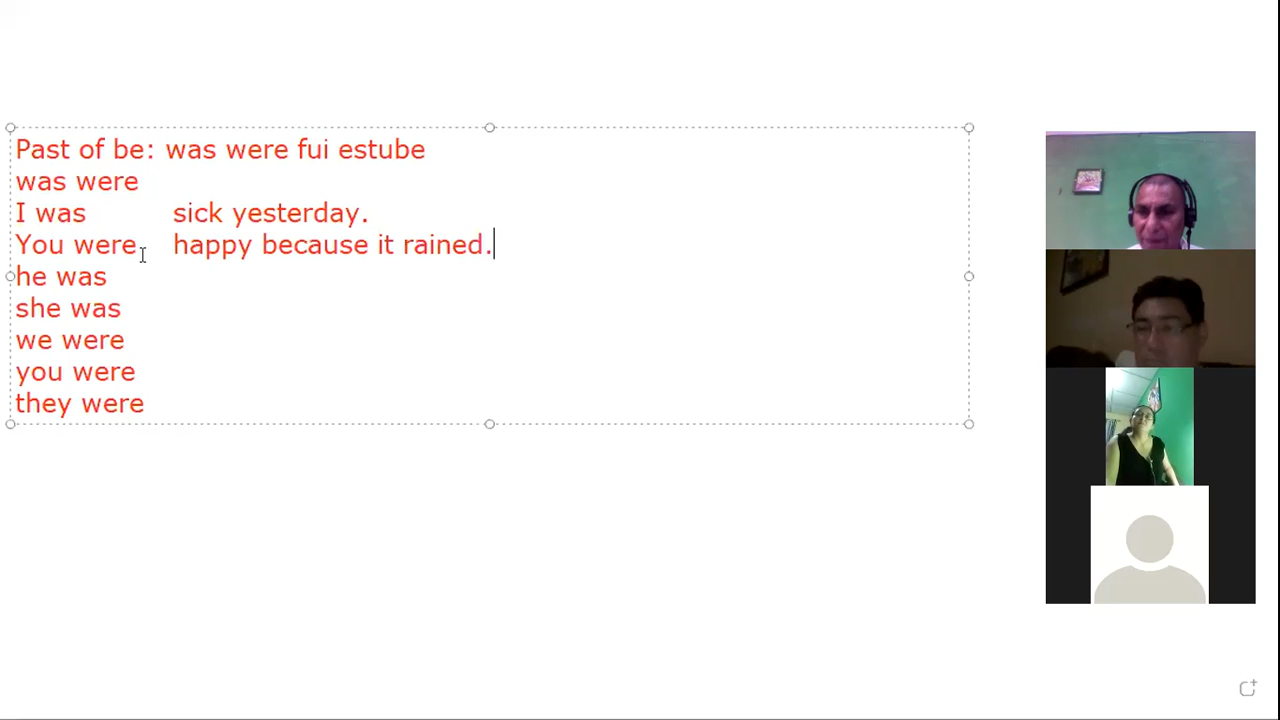 Past of be: was were fui estube
was were
I was sick yesterday.
You were happy because it rained.
he was
she was
we were
you were
they were